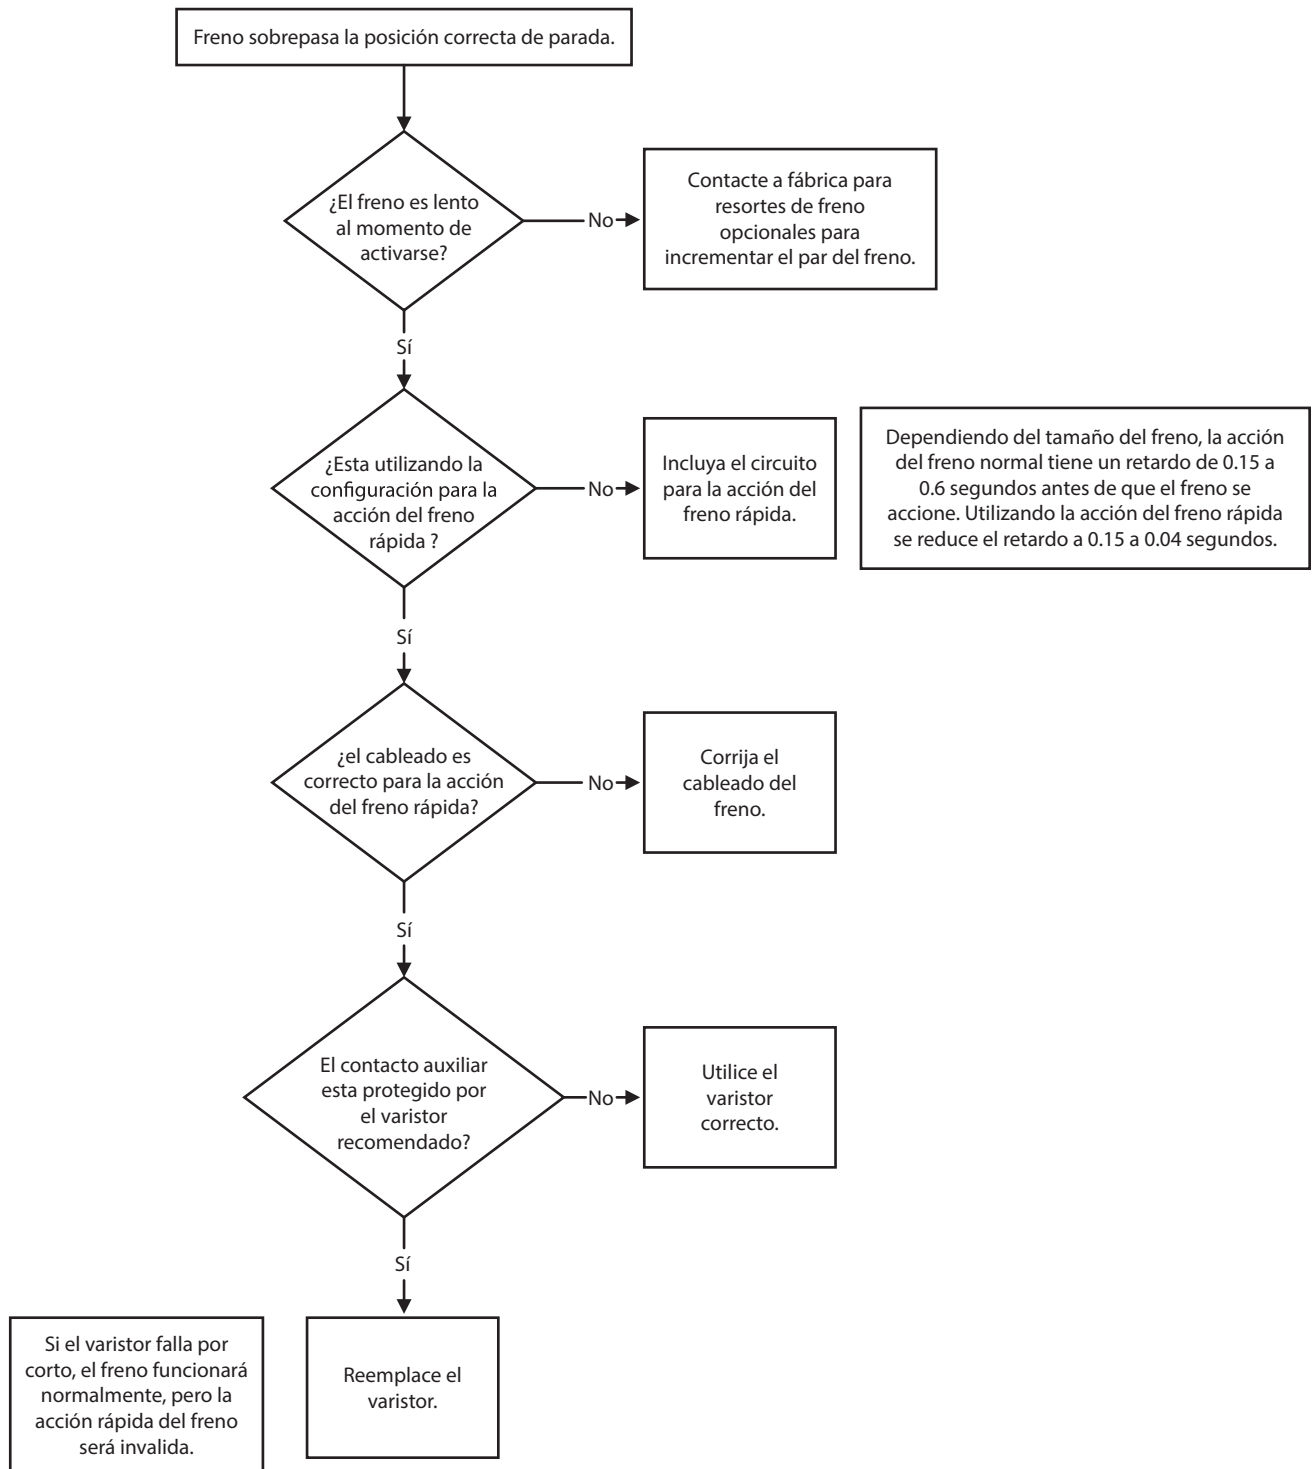 Freno sobrepasa la posición correcta de parada.
¿El freno es lento
al momento de
activarse?
No
Contacte a fábrica para
resortes de freno
opcionales para
incrementar el par del freno.
Sí
¿Esta utilizando la
configuración para la
acción del freno
rápida ?
No
Incluya el circuito
para la acción del
freno rápida.
Dependiendo del tamaño del freno, la acción
del freno normal tiene un retardo de 0.15 a
0.6 segundos antes de que el freno se
accione. Utilizando la acción del freno rápida
se reduce el retardo a 0.15 a 0.04 segundos.
Sí
¿el cableado es
correcto para la acción
del freno rápida?
No
Corrija el
cableado del
freno.
Sí
El contacto auxiliar
esta protegido por
el varistor
recomendado?
No
Utilice el
varistor
correcto.
Sí
Si el varistor falla por
corto, el freno funcionará
normalmente, pero la
acción rápida del freno
será invalida.
Reemplace el
varistor.